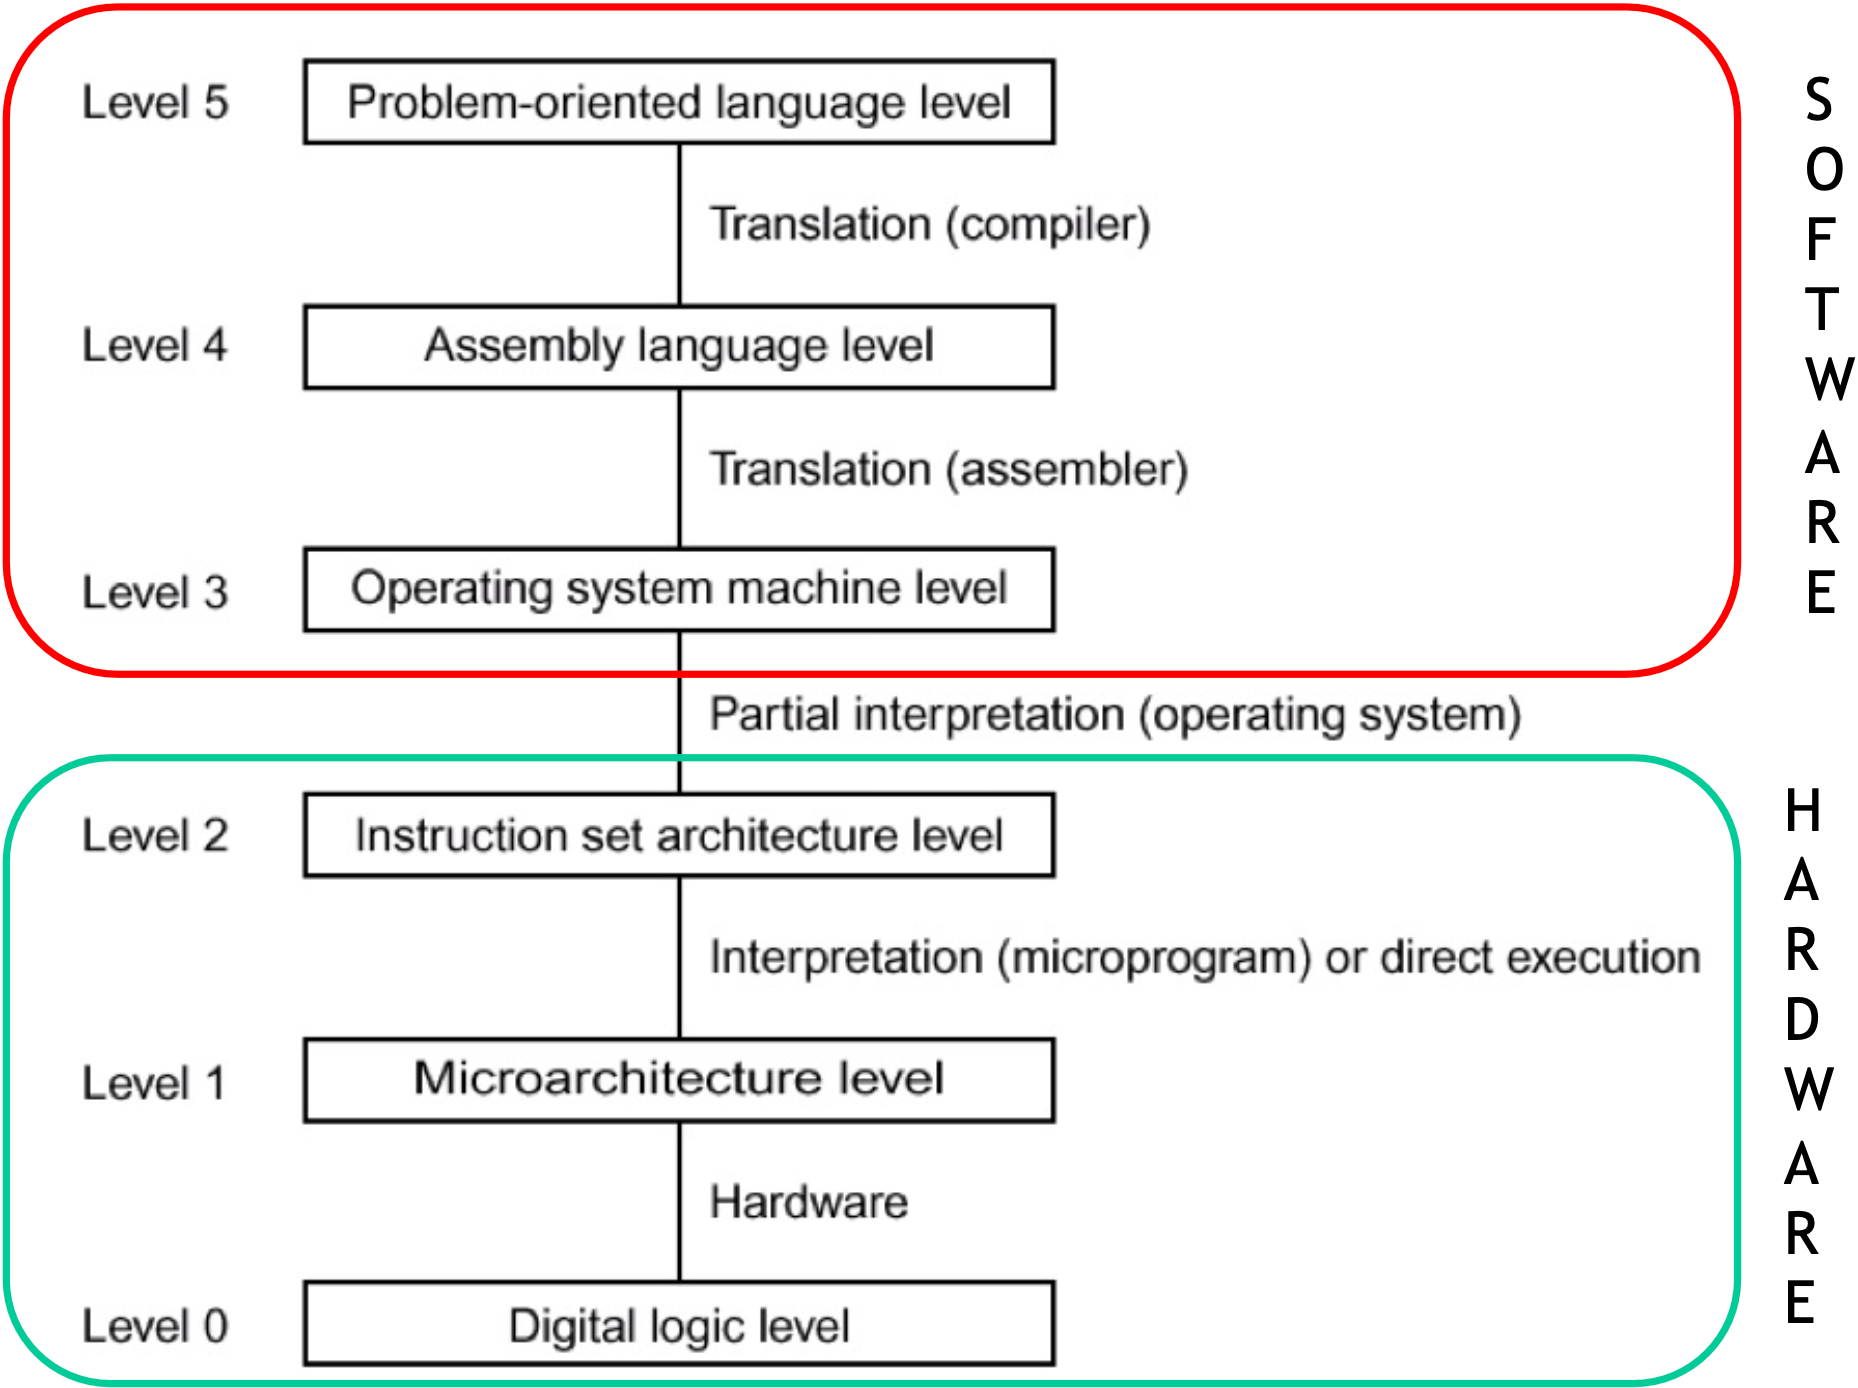 Level 5
Problem-oriented language level
Translation (compiler)
Level 4
Assembly language level
Translation (assembler)
Level 3
Operating system machine level
Partial interpretation (operating system)
Level 2
Instruction set architecture level
Interpretation (microprogram) or direct execution
Level 1
Microarchitecture level
Hardware
Level 0
Digital logic level
SOFTWARE
HARDWARE